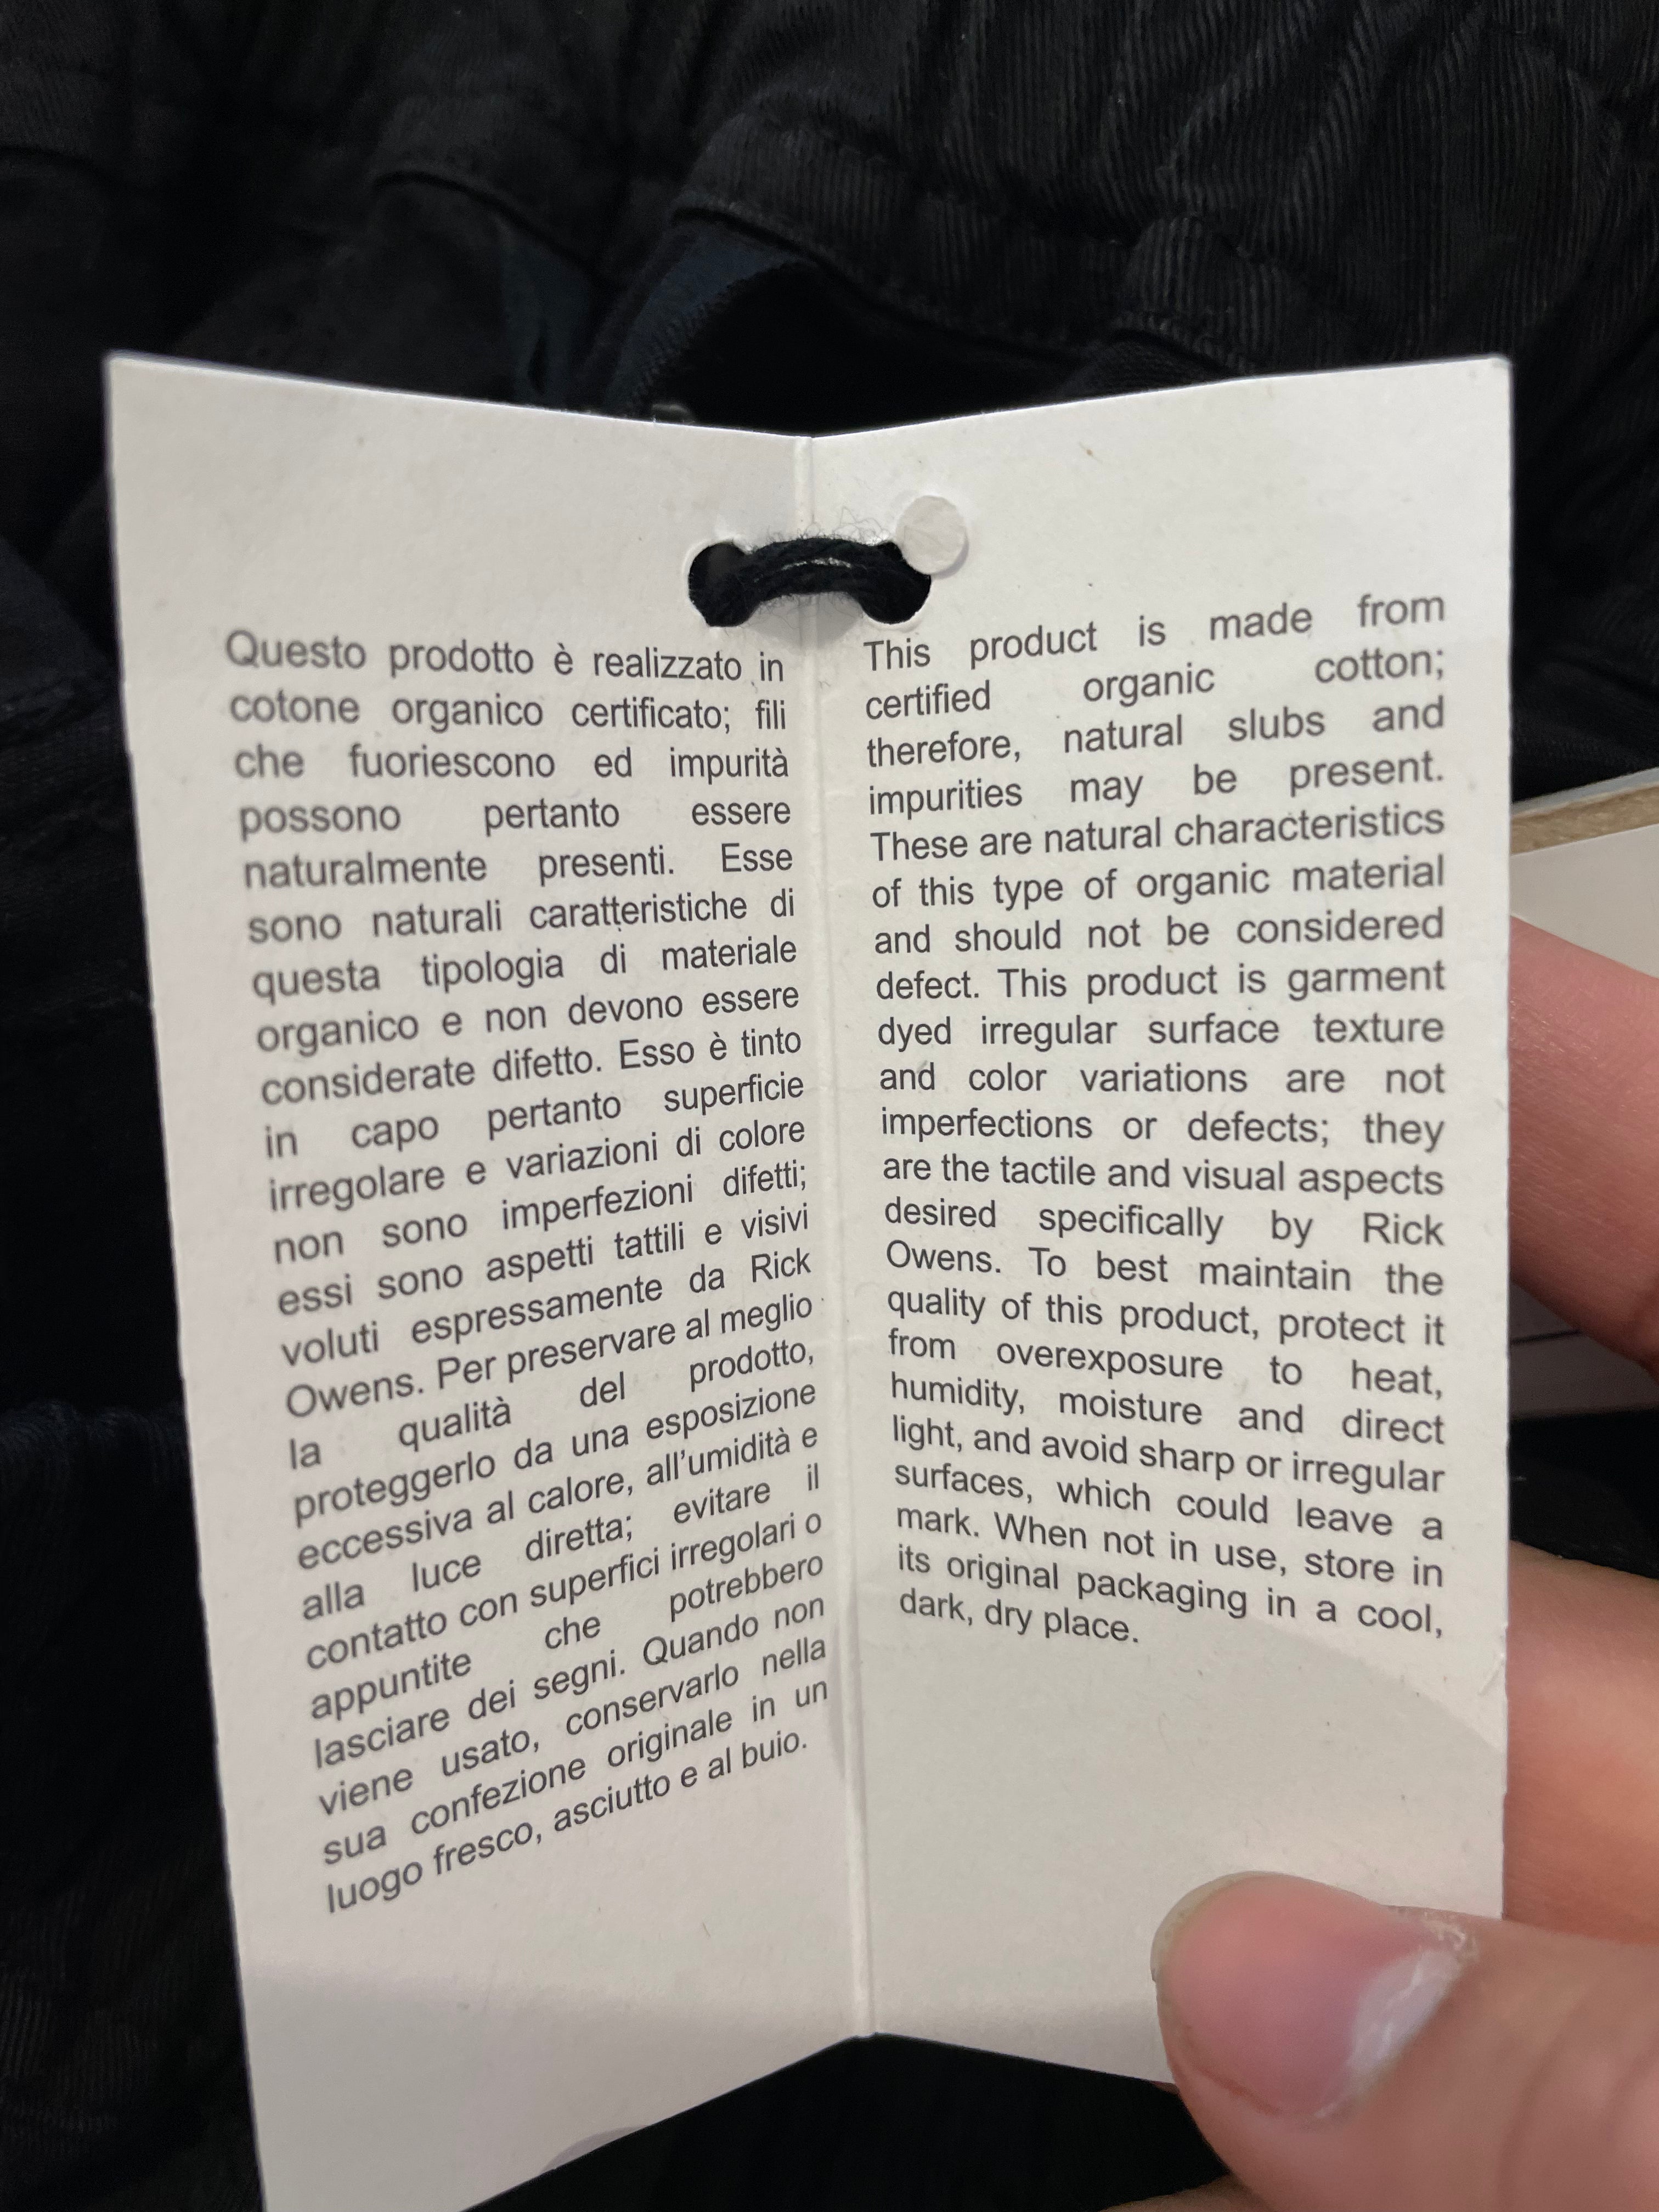 Questo prodotto è realizzato in
cotone organico certificato; fili
che fuoriescono ed impurità
possono pertanto essere
naturalmente presenti. Esse
sono naturali caratteristiche di
questa tipologia di materiale
organico e non devono essere
considerate difetto. Esso è tinto
in capo pertanto superficie
irregolare e variazioni di colore
non sono imperfezioni difetti;
essi sono aspetti tattili e visivi
voluti espressamente da Rick
Owens. Per preservare al meglio
la qualità del prodotto,
proteggerlo da una esposizione
eccessiva al calore, all'umidità e
alla luce diretta; evitare il
contatto con superfici irregolari o
appuntite che potrebbero
lasciare dei segni. Quando non
viene usato, conservarlo nella
sua confezione originale in un
luogo fresco, asciutto e al buio.
This product is made from
certified organic cotton;
therefore, natural slubs and
impurities may be present.
These are natural characteristics
of this type of organic material
and should not be considered
defect. This product is garment
dyed irregular surface texture
and color variations are not
imperfections or defects; they
are the tactile and visual aspects
desired specifically by Rick
Owens. To best maintain the
quality of this product, protect it
from overexposure to heat,
humidity, moisture and direct
light, and avoid sharp or irregular
surfaces, which could leave a
mark. When not in use, store in
its original packaging in a cool,
dark, dry place.